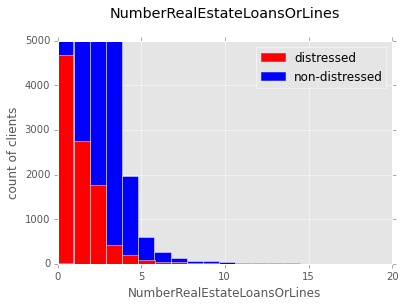 NumberRealEstateLoansOrLines
5000
4000
3000
2000
1000
0
count of clients
distressed
non-distressed
0 5 10 15 20
NumberRealEstateLoansOrLines